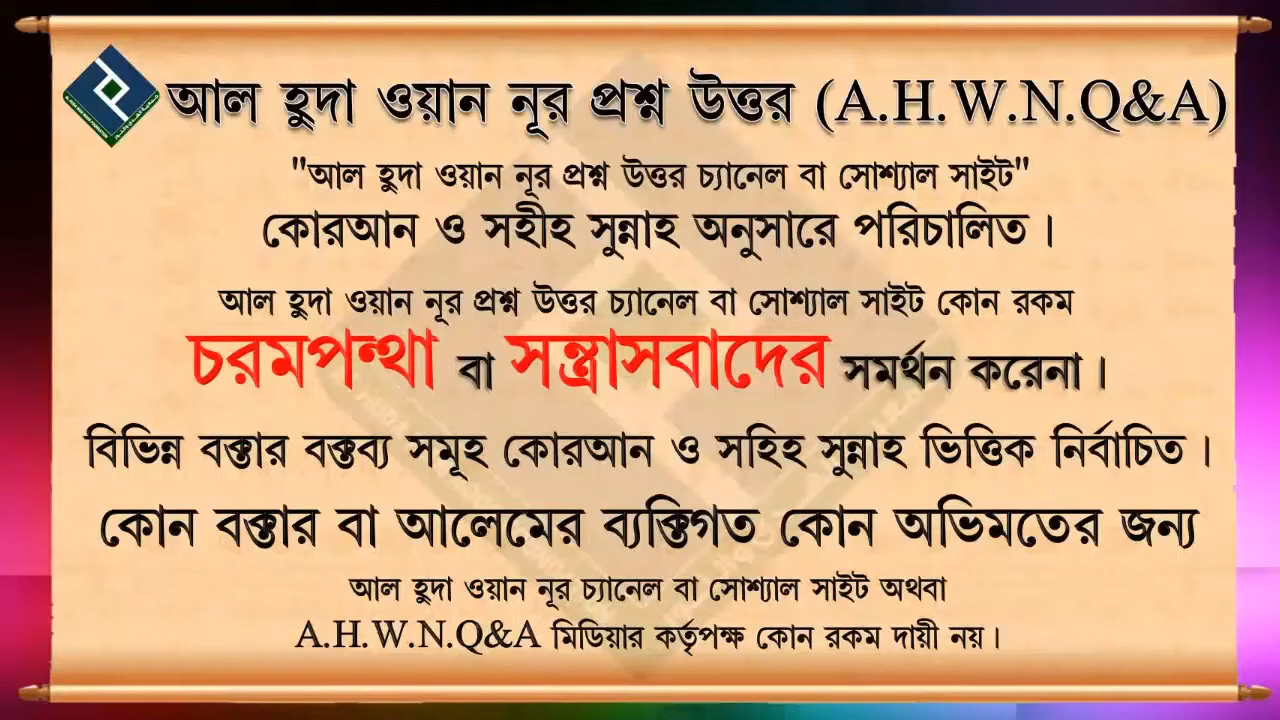 আল হুদা ওয়ান নূর প্রশ্ন উত্তর (A.H.W.N.Q&A)
"আল হুদা ওয়ান নূর প্রশ্ন উত্তর চ্যানেল বা সোশ্যাল সাইট"
কোরআন ও সহীহ সুন্নাহ অনুসারে পরিচালিত।
আল হুদা ওয়ান নূর প্রশ্ন উত্তর চ্যানেল বা সোশ্যাল সাইট কোন রকম
চরমপন্থা বা সন্ত্রাসবাদের সমর্থন করেনা।
বিভিন্ন বক্তার বক্তব্য সমূহ কোরআন ও সহিহ সুন্নাহ ভিত্তিক নির্বাচিত।
কোন বক্তার বা আলেমের ব্যক্তিগত কোন অভিমতের জন্য
আল হুদা ওয়ান নূর চ্যানেল বা সোশ্যাল সাইট অথবা
A.H.W.N.Q&A মিডিয়ার কর্তৃপক্ষ কোন রকম দায়ী নয়।